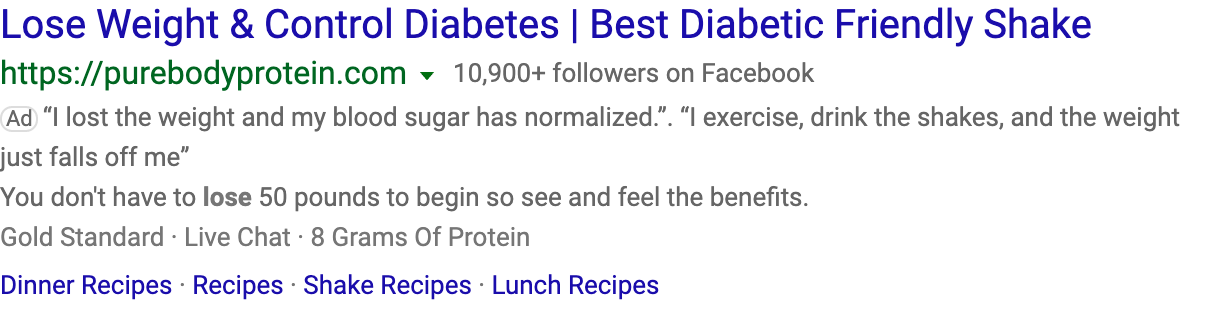 Lose Weight & Control Diabetes | Best Diabetic Friendly Shake
https://purebodyprotein.com 10,900+ followers on Facebook
Ad “I lost the weight and my blood sugar has normalized.”. “I exercise, drink the shakes, and the weight
just falls off me”
You don't have to lose 50 pounds to begin so see and feel the benefits.
Gold Standard · Live Chat · 8 Grams Of Protein
Dinner Recipes · Recipes · Shake Recipes · Lunch Recipes